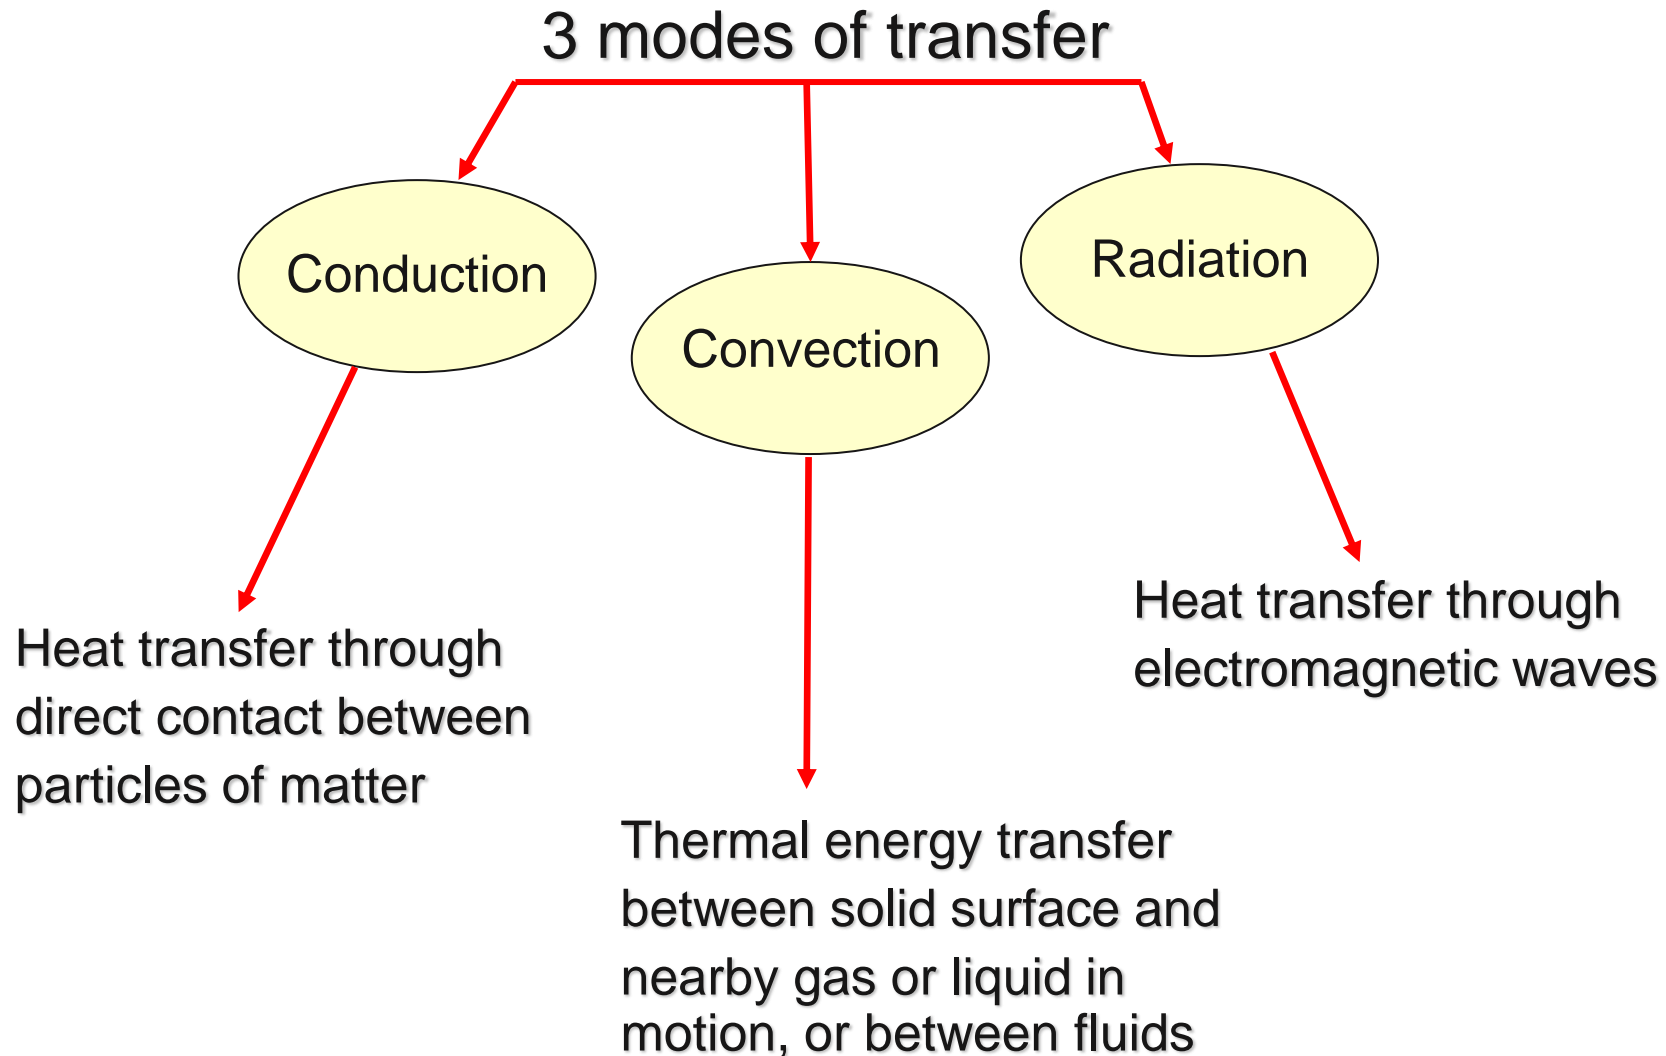 3 modes of transfer
Conduction
Convection
Radiation
Heat transfer through
direct contact between
particles of matter
Thermal energy transfer
between solid surface and
nearby gas or liquid in
motion, or between fluids
Heat transfer through
electromagnetic waves